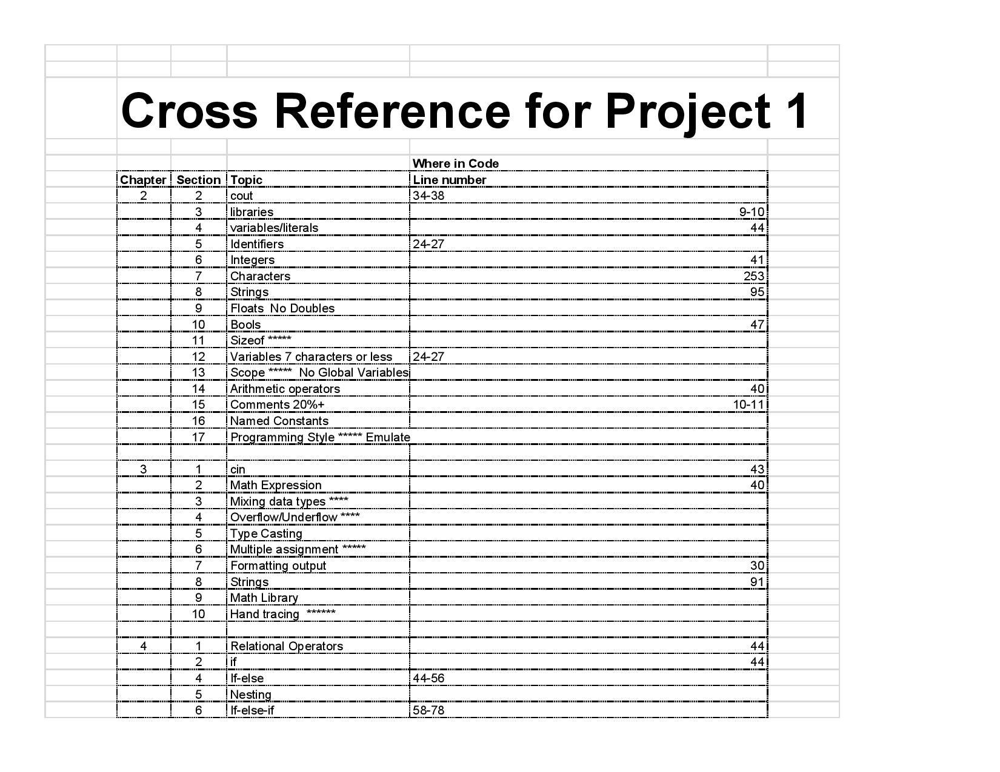 Cross Reference for Project 1
Where in Code
Chapter Section Topic Line number
2 2 cout 34-38
3 libraries 9-10
4 variables/literals 44
5 Identifiers 24-27
6 Integers 41
7 Characters 253
8 Strings 95
9 Floats  No Doubles
10 Bools 47
11 Sizeof *****
12 Variables 7 characters or less 24-27
13 Scope *****  No Global Variables
14 Arithmetic operators 40
15 Comments 20%+ 10-11
16 Named Constants
17 Programming Style ***** Emulate
3 1 cin 43
2 Math Expression 40
3 Mixing data types ****
4 Overflow/Underflow ****
5 Type Casting
6 Multiple assignment *****
7 Formatting output 30
8 Strings 91
9 Math Library
10 Hand tracing  ******
4 1 Relational Operators 44
2 if 44
4 If-else 44-56
5 Nesting
6 If-else-if 58-78